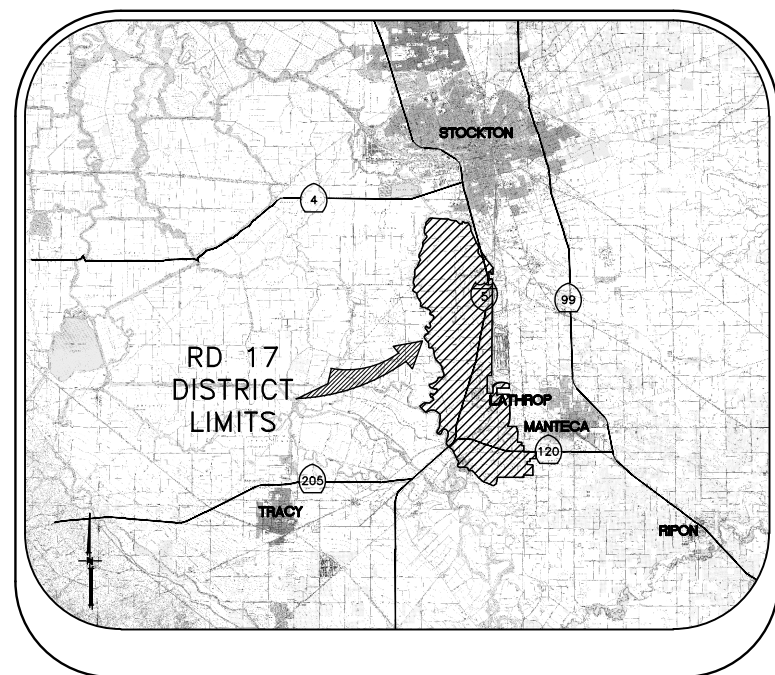 STOCKTON
4
5
99
RD 17
DISTRICT
LIMITS
LATHROP
MANTECA
120
205
TRACY
RIPON
N